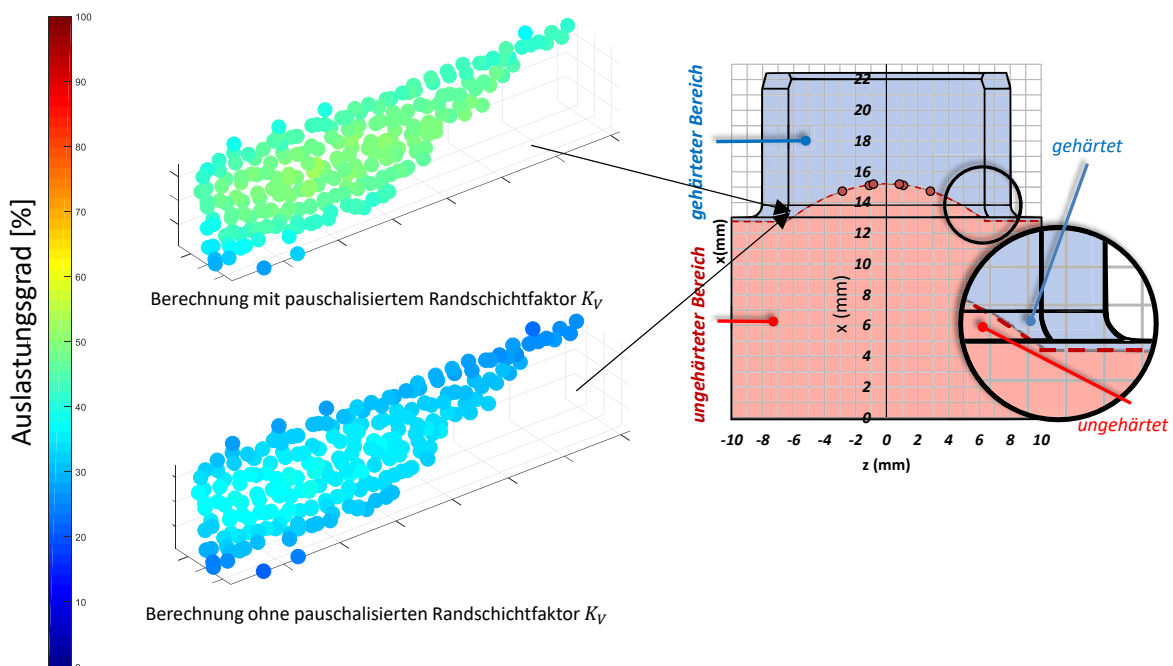 Auslastungsgrad [%]
100
90
80
70
60
50
40
30
20
10
0
Berechnung mit pauschalisiertem Randschichtfaktor K_V
Berechnung ohne pauschalisierten Randschichtfaktor K_V
gehärteter Bereich
ungehärteter Bereich
x(mm)
22
20
18
16
14
12
10
8
6
4
2
0
x (mm)
-10 -8 -6 -4 -2 0 2 4 6 8 10
z (mm)
gehärtet
ungehärtet